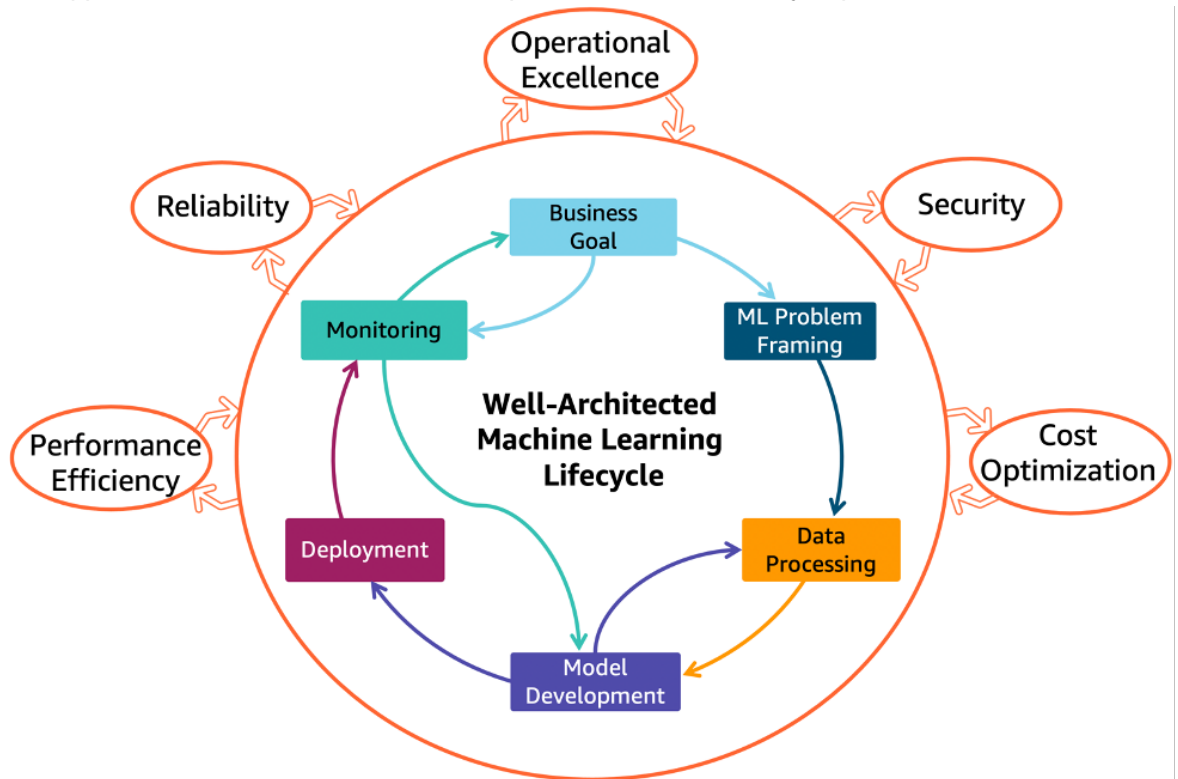 Operational
Excellence
Reliability
Security
Business
Goal
Monitoring
ML Problem
Framing
Well-Architected
Machine Learning
Lifecycle
Performance
Efficiency
Cost
Optimization
Deployment
Data
Processing
Model
Development